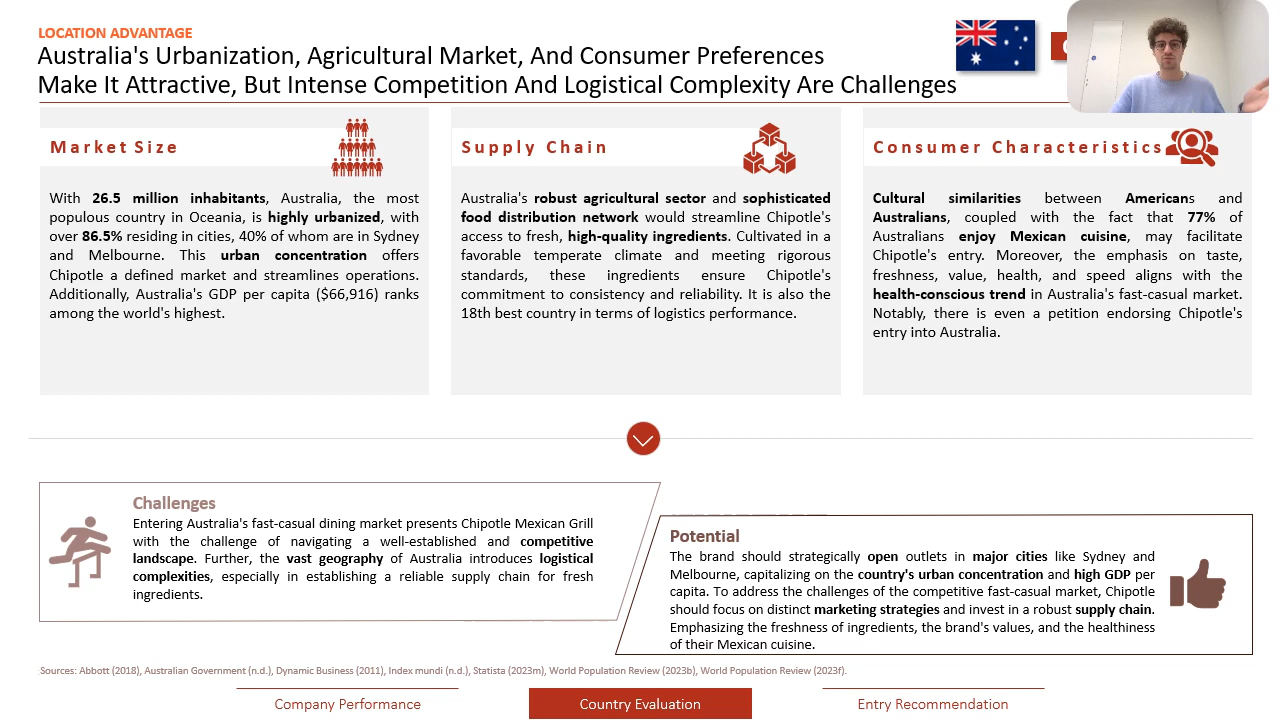 LOCATION ADVANTAGE
Australia's Urbanization, Agricultural Market, And Consumer Preferences
Make It Attractive, But Intense Competition And Logistical Complexity Are Challenges
Market Size
With 26.5 million inhabitants, Australia, the most
populous country in Oceania, is highly urbanized, with
over 86.5% residing in cities, 40% of whom are in Sydney
and Melbourne. This urban concentration offers
Chipotle a defined market and streamlines operations.
Additionally, Australia's GDP per capita ($66,916) ranks
among the world's highest.
Supply Chain
Australia's robust agricultural sector and sophisticated
food distribution network would streamline Chipotle's
access to fresh, high-quality ingredients. Cultivated in a
favorable temperate climate and meeting rigorous
standards, these ingredients ensure Chipotle's
commitment to consistency and reliability. It is also the
18th best country in terms of logistics performance.
Consumer Characteristics
Cultural similarities between Americans and
Australians, coupled with the fact that 77% of
Australians enjoy Mexican cuisine, may facilitate
Chipotle's entry. Moreover, the emphasis on taste,
freshness, value, health, and speed aligns with the
health-conscious trend in Australia's fast-casual market.
Notably, there is even a petition endorsing Chipotle's
entry into Australia.
Challenges
Entering Australia's fast-casual dining market presents Chipotle Mexican Grill
with the challenge of navigating a well-established and competitive
landscape. Further, the vast geography of Australia introduces logistical
complexities, especially in establishing a reliable supply chain for fresh
ingredients.
Potential
The brand should strategically open outlets in major cities like Sydney and
Melbourne, capitalizing on the country's urban concentration and high GDP per
capita. To address the challenges of the competitive fast-casual market, Chipotle
should focus on distinct marketing strategies and invest in a robust supply chain.
Emphasizing the freshness of ingredients, the brand's values, and the healthiness
of their Mexican cuisine.
Sources: Abbott (2018), Australian Government (n.d.), Dynamic Business (2011), Index mundi (n.d.), Statista (2023m), World Population Review (2023b), World Population Review (2023f).
Company Performance
Country Evaluation
Entry Recommendation